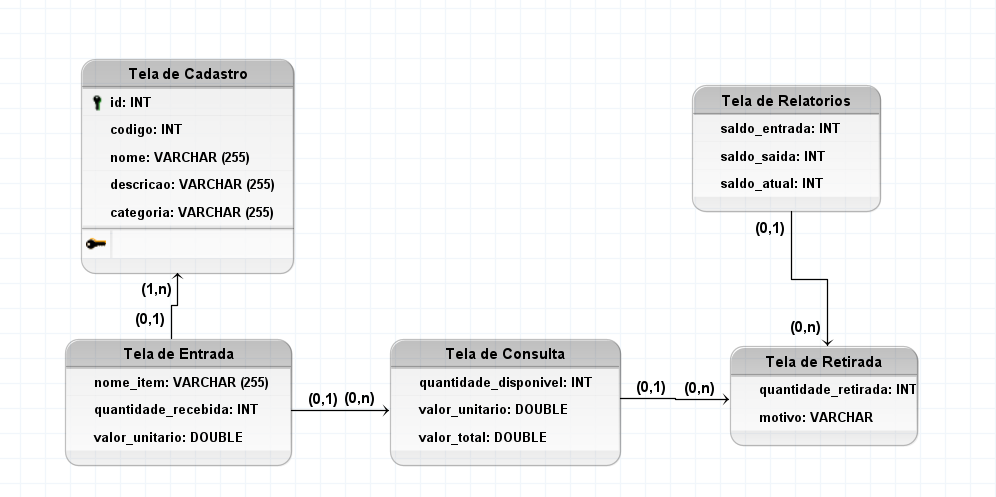 Tela de Cadastro
id: INT
codigo: INT
nome: VARCHAR (255)
descricao: VARCHAR (255)
categoria: VARCHAR (255)
Tela de Relatorios
saldo_entrada: INT
saldo_saida: INT
saldo_atual: INT
(0,1)
(0,n)
(1,n)
(0,1)
Tela de Entrada
nome_item: VARCHAR (255)
quantidade_recebida: INT
valor_unitario: DOUBLE
(0,1) (0,n)
Tela de Consulta
quantidade_disponivel: INT
valor_unitario: DOUBLE
valor_total: DOUBLE
(0,1) (0,n)
Tela de Retirada
quantidade_retirada: INT
motivo: VARCHAR